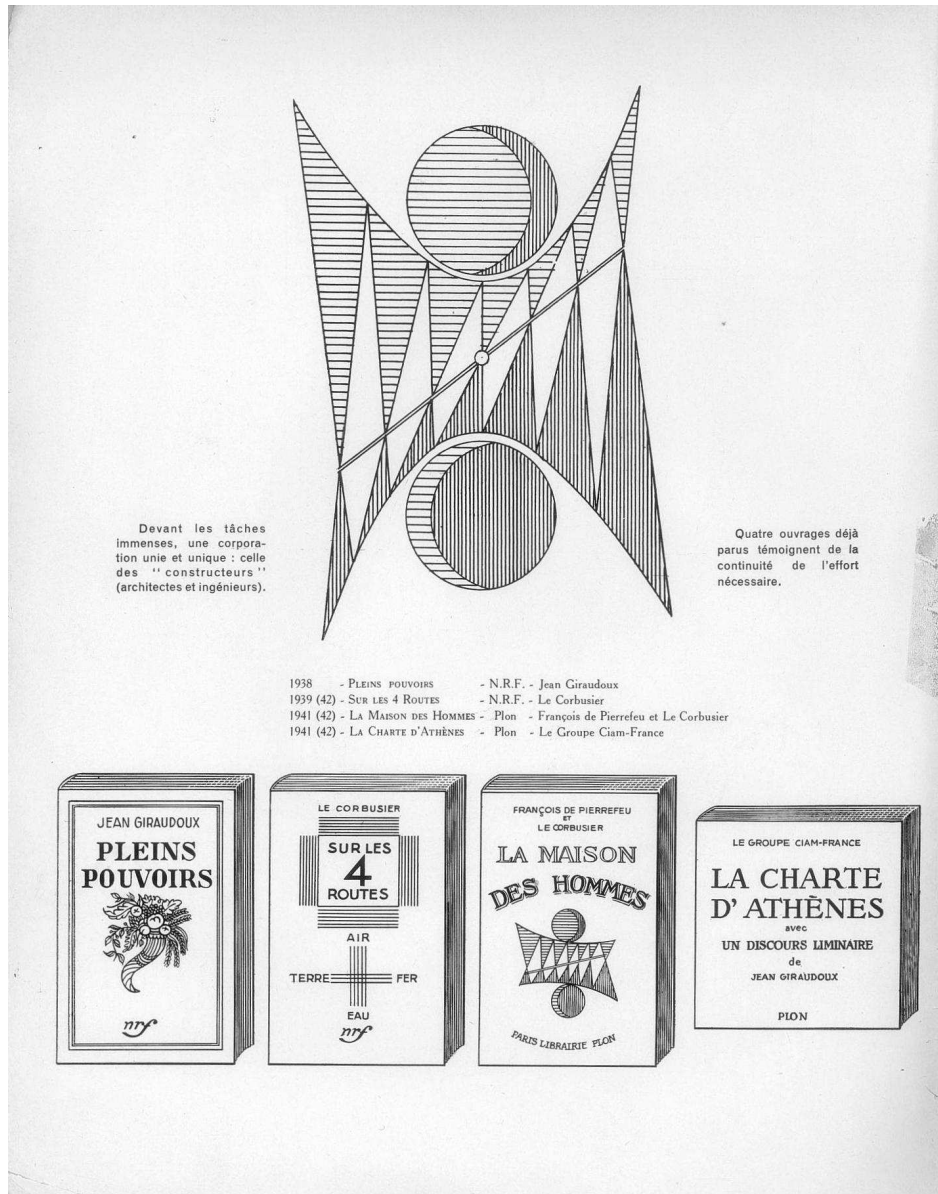 Devant les tâches
immenses, une corpora-
tion unie et unique : celle
des “ constructeurs ”
(architectes et ingénieurs).
Quatre ouvrages déjà
parus témoignent de la
continuité de l’effort
nécessaire.
1938 - PLEINS POUVOIRS - N.R.F. - Jean Giraudoux
1939 (42) - SUR LES 4 ROUTES - N.R.F. - Le Corbusier
1941 (42) - LA MAISON DES HOMMES - Plon - François de Pierrefeu et Le Corbusier
1941 (42) - LA CHARTE D’ATHÈNES - Plon - Le Groupe Ciam-France
JEAN GIRAUDOUX
PLEINS
POUVOIRS
nrf
LE CORBUSIER
SUR LES
4
ROUTES
AIR
TERRE FER
EAU
nrf
FRANÇOIS DE PIERREFEU
ET
LE CORBUSIER
LA MAISON
DES HOMMES
PARIS LIBRAIRIE PLON
LE GROUPE CIAM-FRANCE
LA CHARTE
D’ATHÈNES
avec
UN DISCOURS LIMINAIRE
de
JEAN GIRAUDOUX
PLON